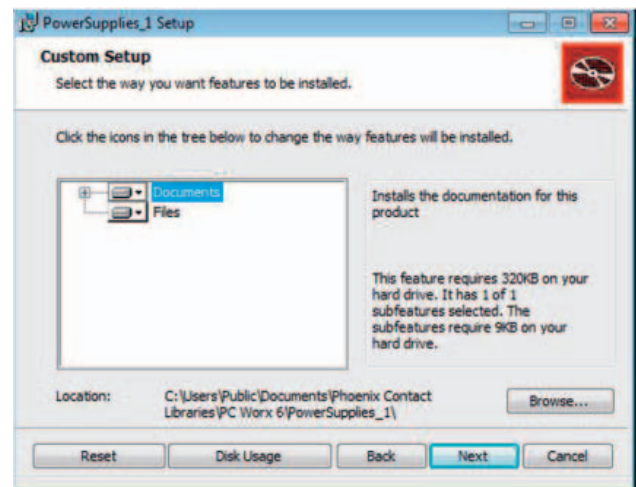 PowerSupplies_1 Setup
Custom Setup
Select the way you want features to be installed.
Click the icons in the tree below to change the way features will be installed.
Documents
Files
Installs the documentation for this
product
This feature requires 320KB on your
hard drive. It has 1 of 1
subfeatures selected. The
subfeatures require 9KB on your
hard drive.
Location:
C:\Users\Public\Documents\Phoenix Contact
Libraries\PC Worx 6\PowerSupplies_1\
Browse...
Reset
Disk Usage
Back
Next
Cancel